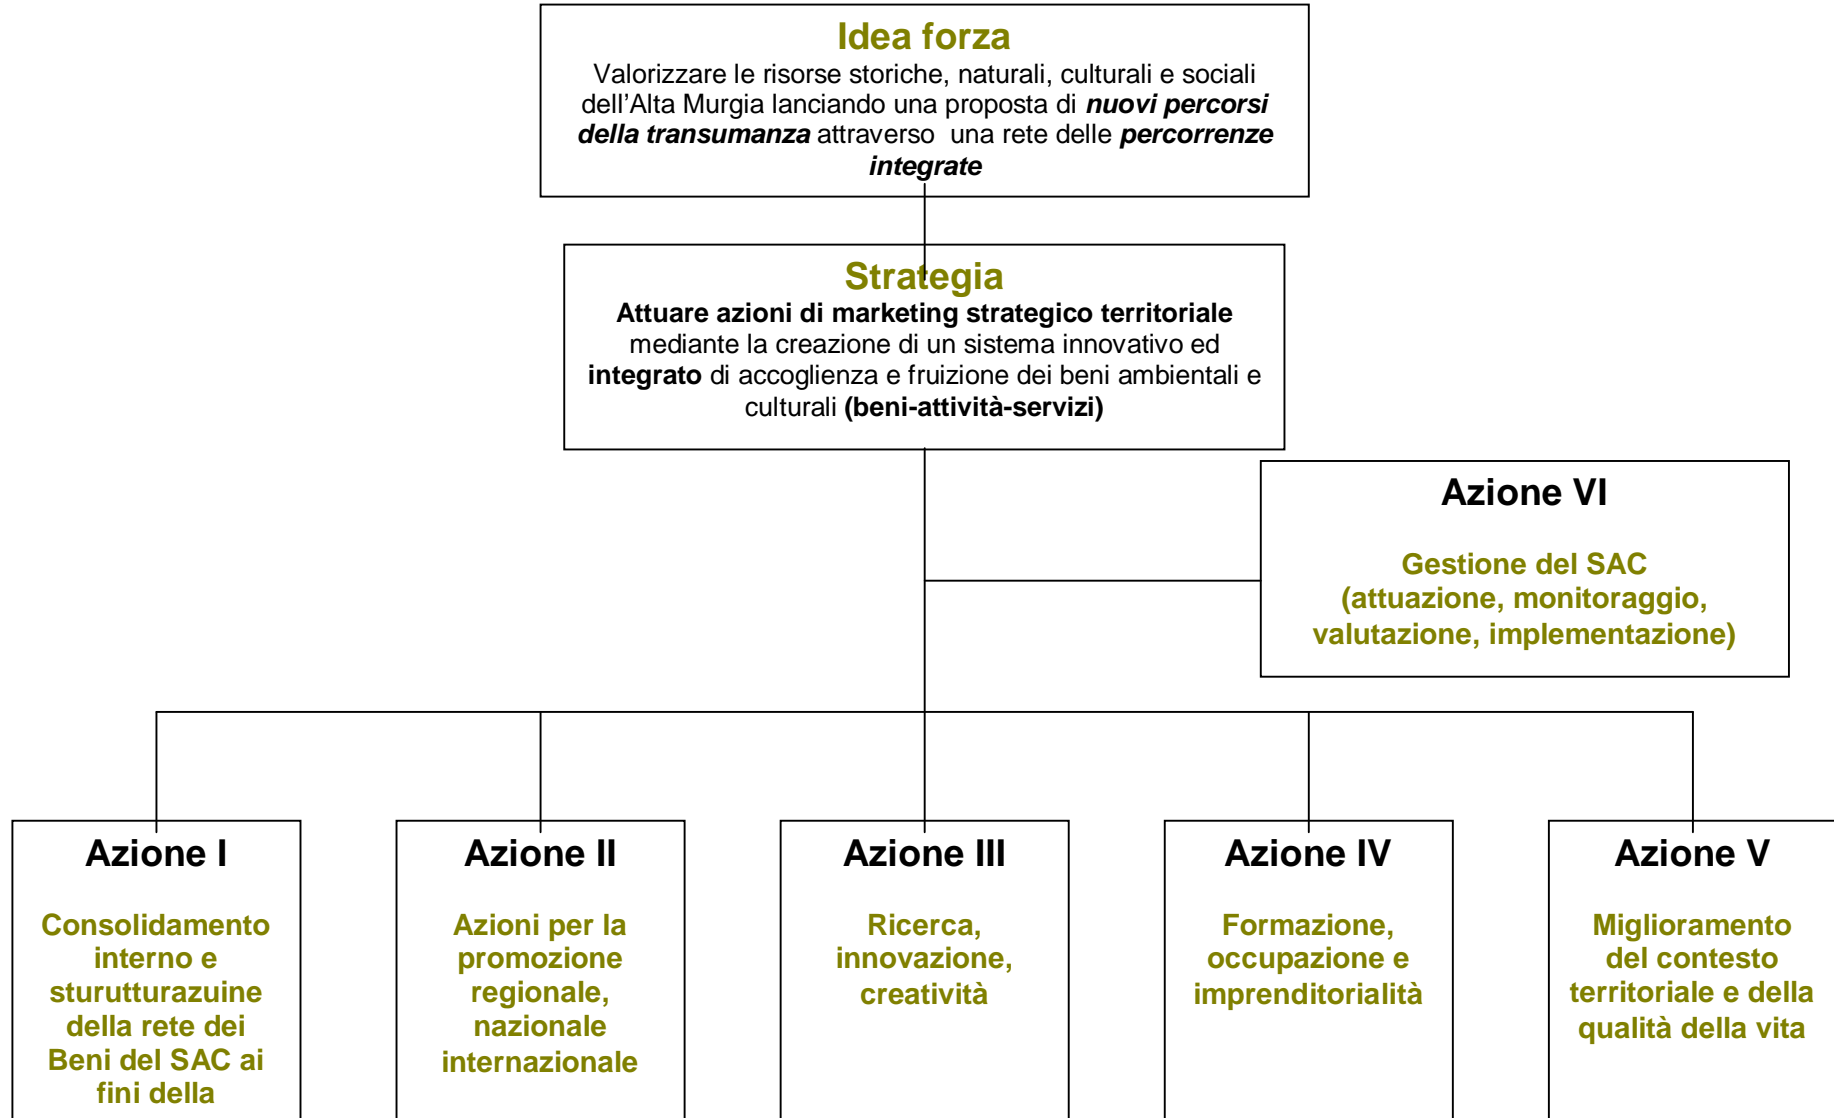 Idea forza
Valorizzare le risorse storiche, naturali, culturali e sociali
dell'Alta Murgia lanciando una proposta di nuovi percorsi
della transumanza attraverso una rete delle percorrenze
integrate
Strategia
Attuare azioni di marketing strategico territoriale
mediante la creazione di un sistema innovativo ed
integrato di accoglienza e fruizione dei beni ambientali e
culturali (beni-attività-servizi)
Azione VI
Gestione del SAC
(attuazione, monitoraggio,
valutazione, implementazione)
Azione I
Consolidamento
interno e
sturutturazuine
della rete dei
Beni del SAC ai
fini della
Azione II
Azioni per la
promozione
regionale,
nazionale
internazionale
Azione III
Ricerca,
innovazione,
creatività
Azione IV
Formazione,
occupazione e
imprenditorialità
Azione V
Miglioramento
del contesto
territoriale e della
qualità della vita